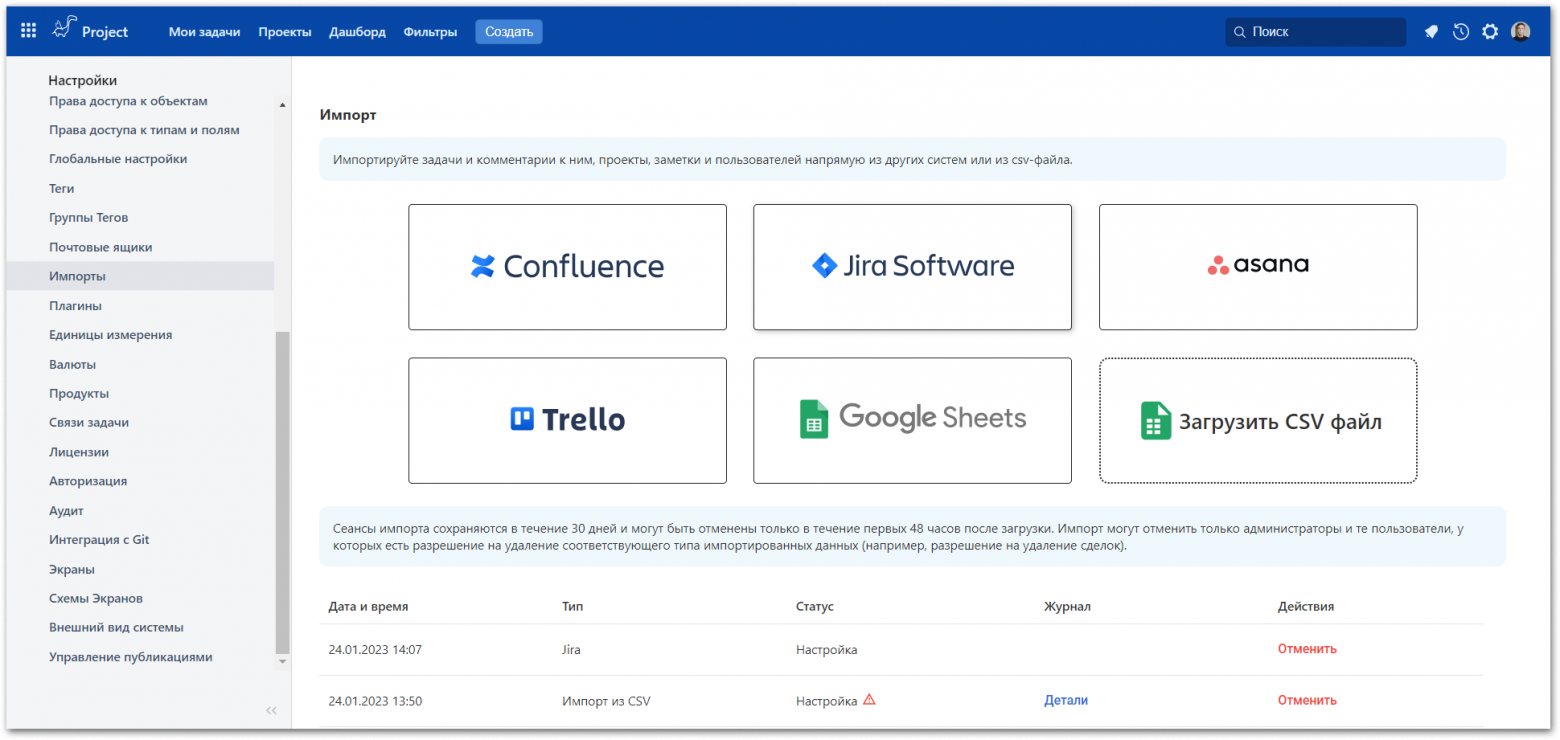 Project Мои задачи Проекты Дашборд Фильтры Создать Поиск
Настройки
Права доступа к объектам
Права доступа к типам и полям
Глобальные настройки
Теги
Группы Тегов
Почтовые ящики
Импорты
Плагины
Единицы измерения
Валюты
Продукты
Связи задачи
Лицензии
Авторизация
Аудит
Интеграция с Git
Экраны
Схемы Экранов
Внешний вид системы
Управление публикациями
Импорт
Импортируйте задачи и комментарии к ним, проекты, заметки и пользователей напрямую из других систем или из csv-файла.
Confluence
Jira Software
asana
Trello
Google Sheets
Загрузить CSV файл
Сеансы импорта сохраняются в течение 30 дней и могут быть отменены только в течение первых 48 часов после загрузки. Импорт могут отменить только администраторы и те пользователи, у
которых есть разрешение на удаление соответствующего типа импортированных данных (например, разрешение на удаление сделок).
Дата и время Тип Статус Журнал Действия
24.01.2023 14:07 Jira Настройка Отменить
24.01.2023 13:50 Импорт из CSV Настройка Детали Отменить